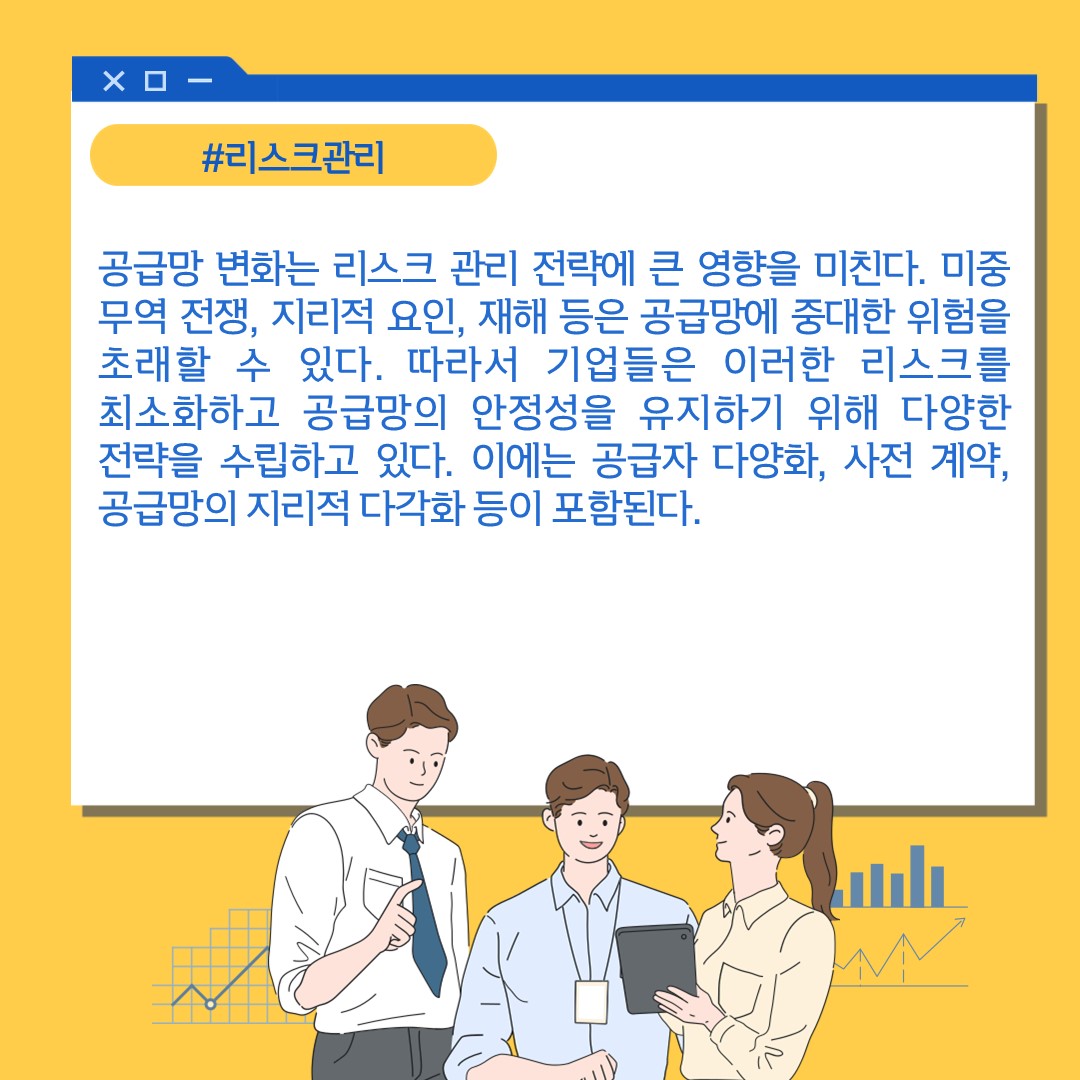 #리스크관리
공급망 변화는 리스크 관리 전략에 큰 영향을 미친다. 미중
무역 전쟁, 지리적 요인, 재해 등은 공급망에 중대한 위험을
초래할 수 있다. 따라서 기업들은 이러한 리스크를
최소화하고 공급망의 안정성을 유지하기 위해 다양한
전략을 수립하고 있다. 이에는 공급자 다양화, 사전 계약,
공급망의 지리적 다각화 등이 포함된다.